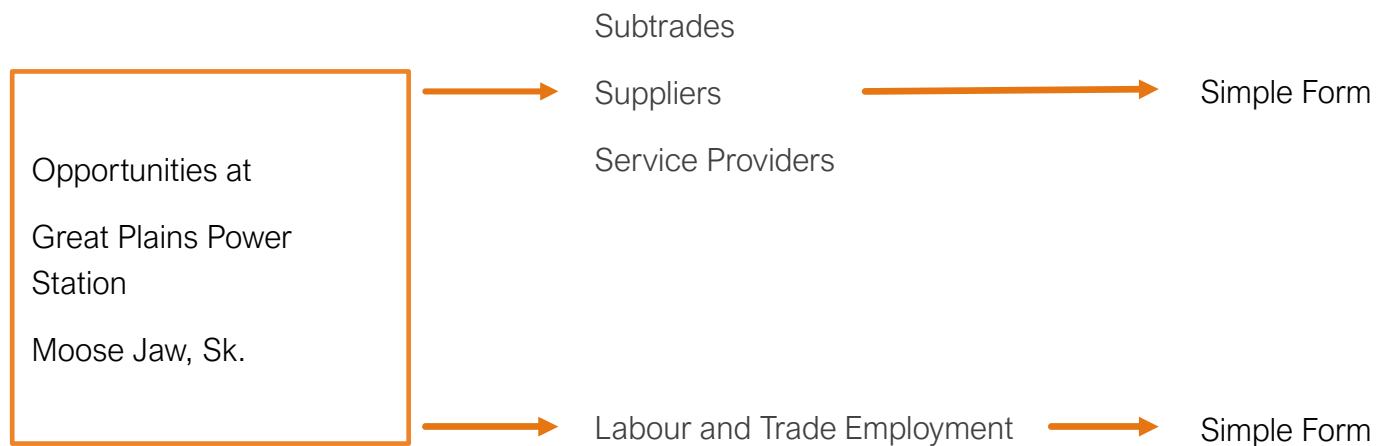 Opportunities at
Great Plains Power
Station
Moose Jaw, Sk.
Subtrades
Suppliers
Service Providers
Simple Form
Labour and Trade Employment
Simple Form